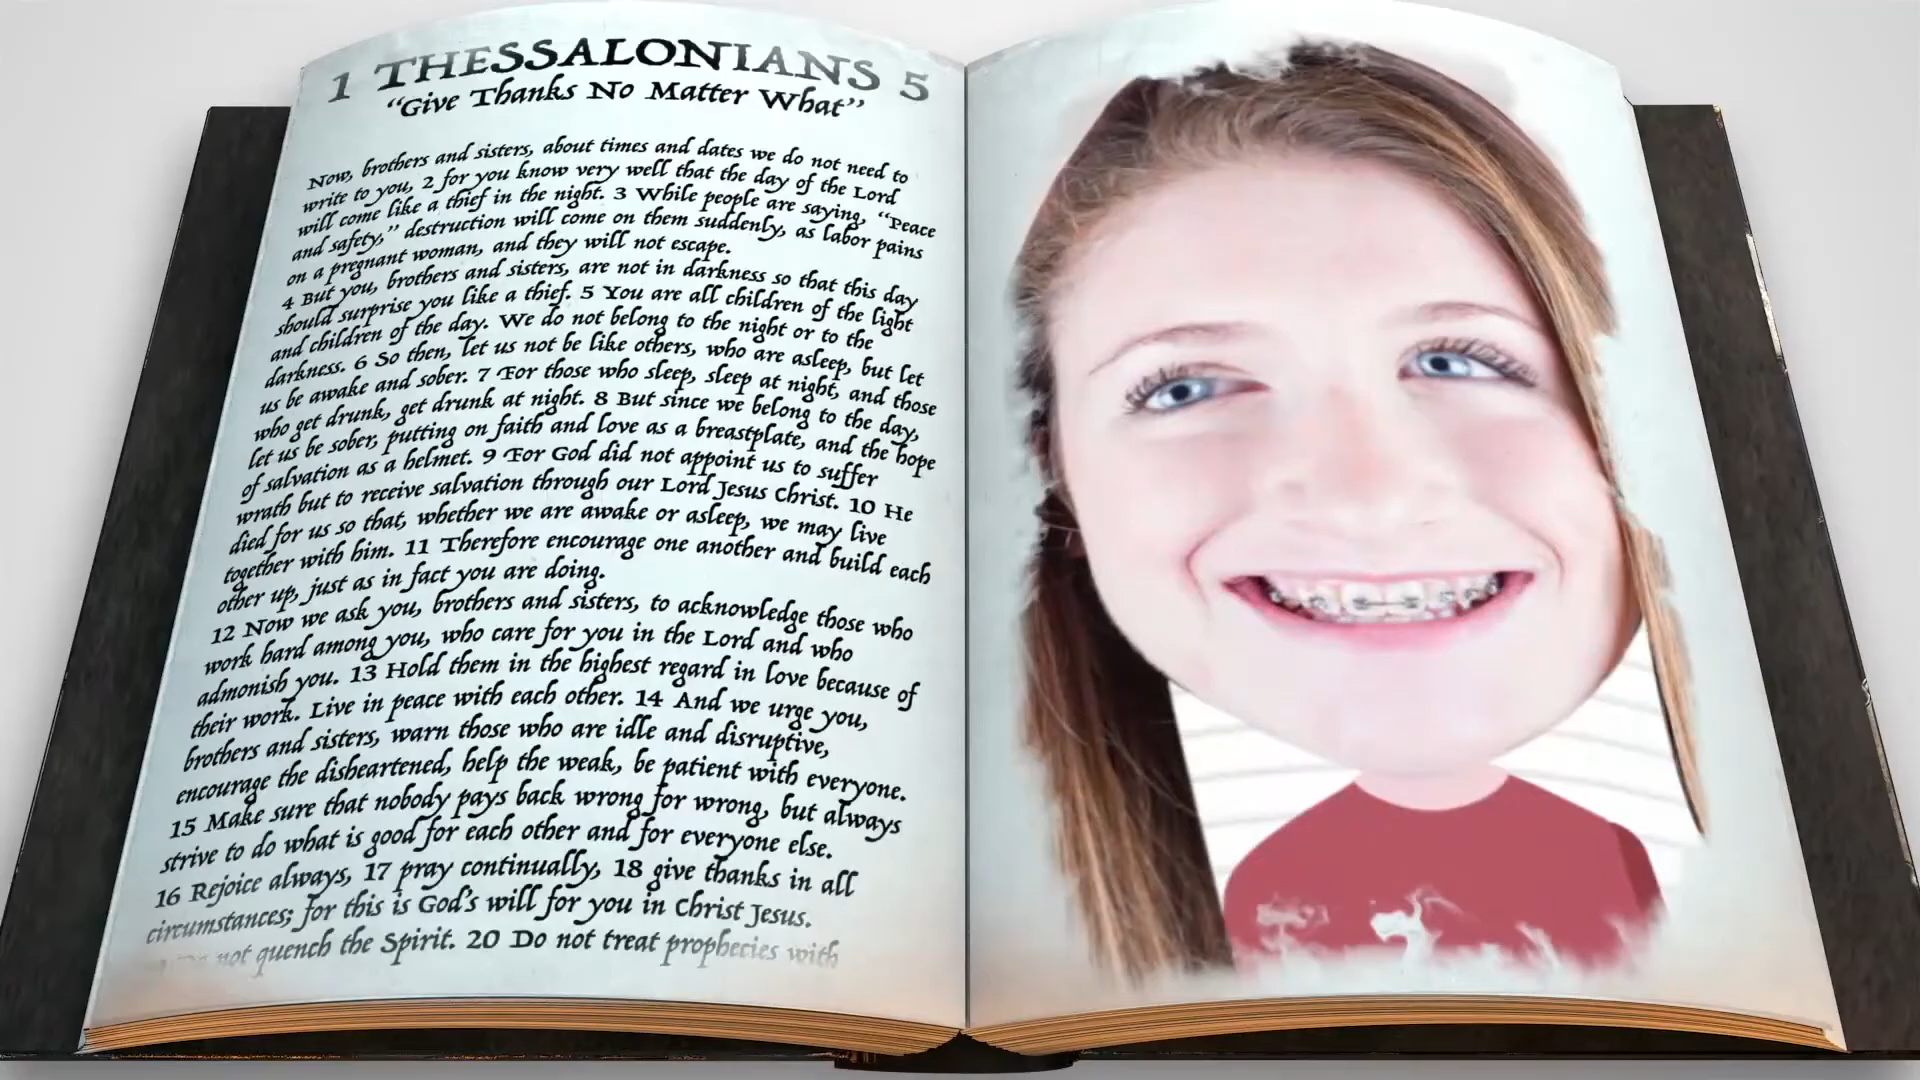 1 THESSALONIANS 5
“Give Thanks No Matter What”
Now, brothers and sisters, about times and dates we do not need to
write to you, 2 for you know very well that the day of the Lord
will come like a thief in the night. 3 While people are saying, “Peace
and safety,” destruction will come on them suddenly, as labor pains
on a pregnant woman, and they will not escape.
4 But you, brothers and sisters, are not in darkness so that this day
should surprise you like a thief. 5 You are all children of the light
and children of the day. We do not belong to the night or to the
darkness. 6 So then, let us not be like others, who are asleep, but let
us be awake and sober. 7 For those who sleep, sleep at night, and those
who get drunk, get drunk at night. 8 But since we belong to the day,
let us be sober, putting on faith and love as a breastplate, and the hope
of salvation as a helmet. 9 For God did not appoint us to suffer
wrath but to receive salvation through our Lord Jesus Christ. 10 He
died for us so that, whether we are awake or asleep, we may live
together with him. 11 Therefore encourage one another and build each
other up, just as in fact you are doing.
12 Now we ask you, brothers and sisters, to acknowledge those who
work hard among you, who care for you in the Lord and who
admonish you. 13 Hold them in the highest regard in love because of
their work. Live in peace with each other. 14 And we urge you,
brothers and sisters, warn those who are idle and disruptive,
encourage the disheartened, help the weak, be patient with everyone.
15 Make sure that nobody pays back wrong for wrong, but always
strive to do what is good for each other and for everyone else.
16 Rejoice always, 17 pray continually, 18 give thanks in all
circumstances; for this is God’s will for you in Christ Jesus.
not quench the Spirit. 20 Do not treat prophecies with